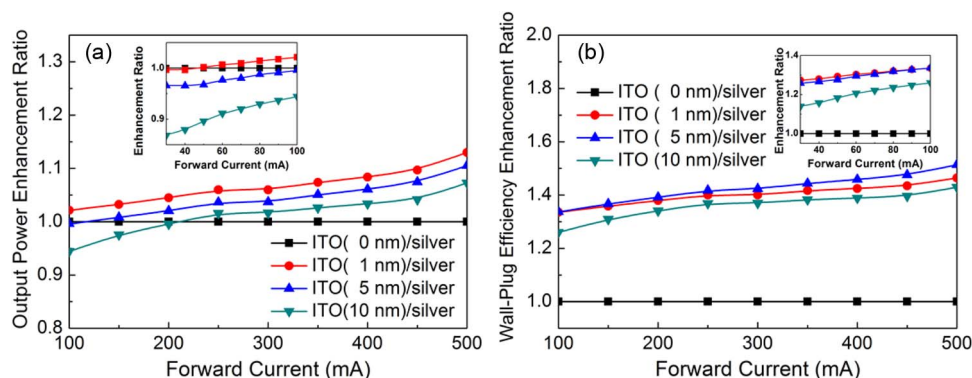 (a)
Output Power Enhancement Ratio
1.3
1.2
1.1
1.0
0.9
0.8
100
200
300
400
500
Forward Current (mA)
Enhancement Ratio
1.0
0.9
40
60
80
100
Forward Current (mA)
ITO( 0 nm)/silver
ITO( 1 nm)/silver
ITO( 5 nm)/silver
ITO(10 nm)/silver
(b)
Wall-Plug Efficiency Enhancement Ratio
2.0
1.8
1.6
1.4
1.2
1.0
100
200
300
400
500
Forward Current (mA)
ITO ( 0 nm)/silver
ITO ( 1 nm)/silver
ITO ( 5 nm)/silver
ITO (10 nm)/silver
Enhancement Ratio
1.4
1.2
1.0
40
60
80
100
Forward Current (mA)